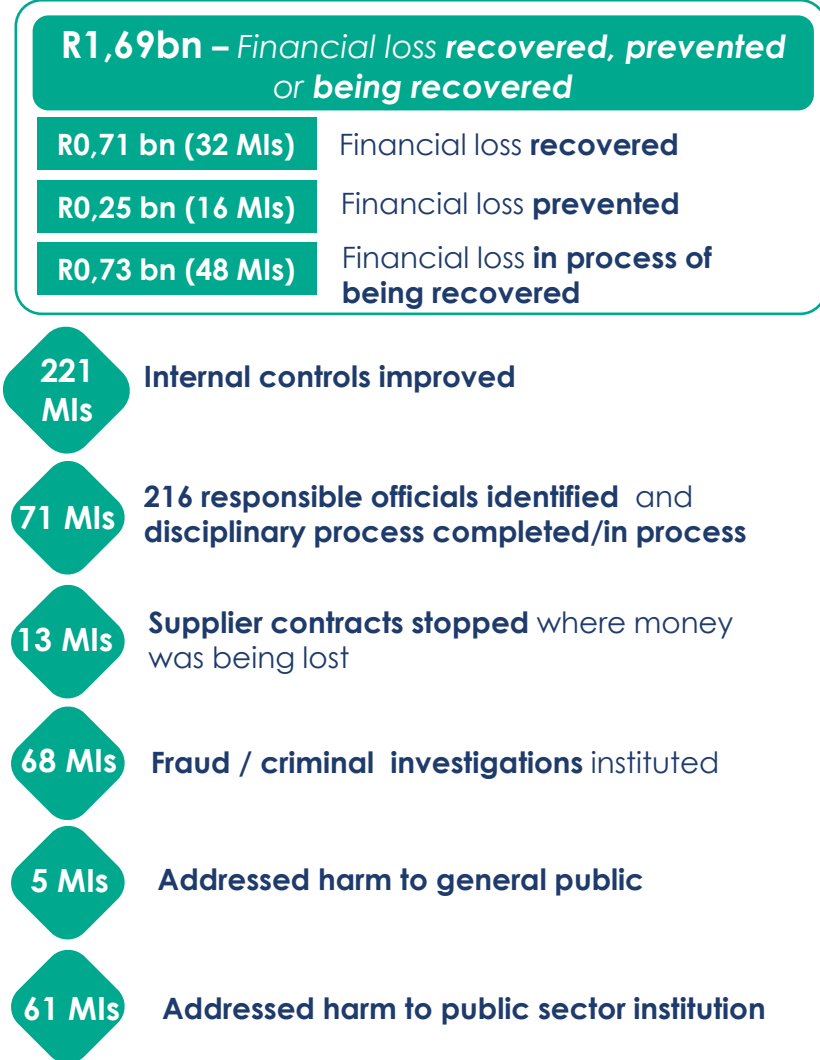 R1,69bn – Financial loss recovered, prevented
or being recovered
R0,71 bn (32 MIs)
Financial loss recovered
R0,25 bn (16 MIs)
Financial loss prevented
R0,73 bn (48 MIs)
Financial loss in process of
being recovered
221
MIs
Internal controls improved
71 MIs
216 responsible officials identified and
disciplinary process completed/in process
13 MIs
Supplier contracts stopped where money
was being lost
68 MIs
Fraud / criminal investigations instituted
5 MIs
Addressed harm to general public
61 MIs
Addressed harm to public sector institution